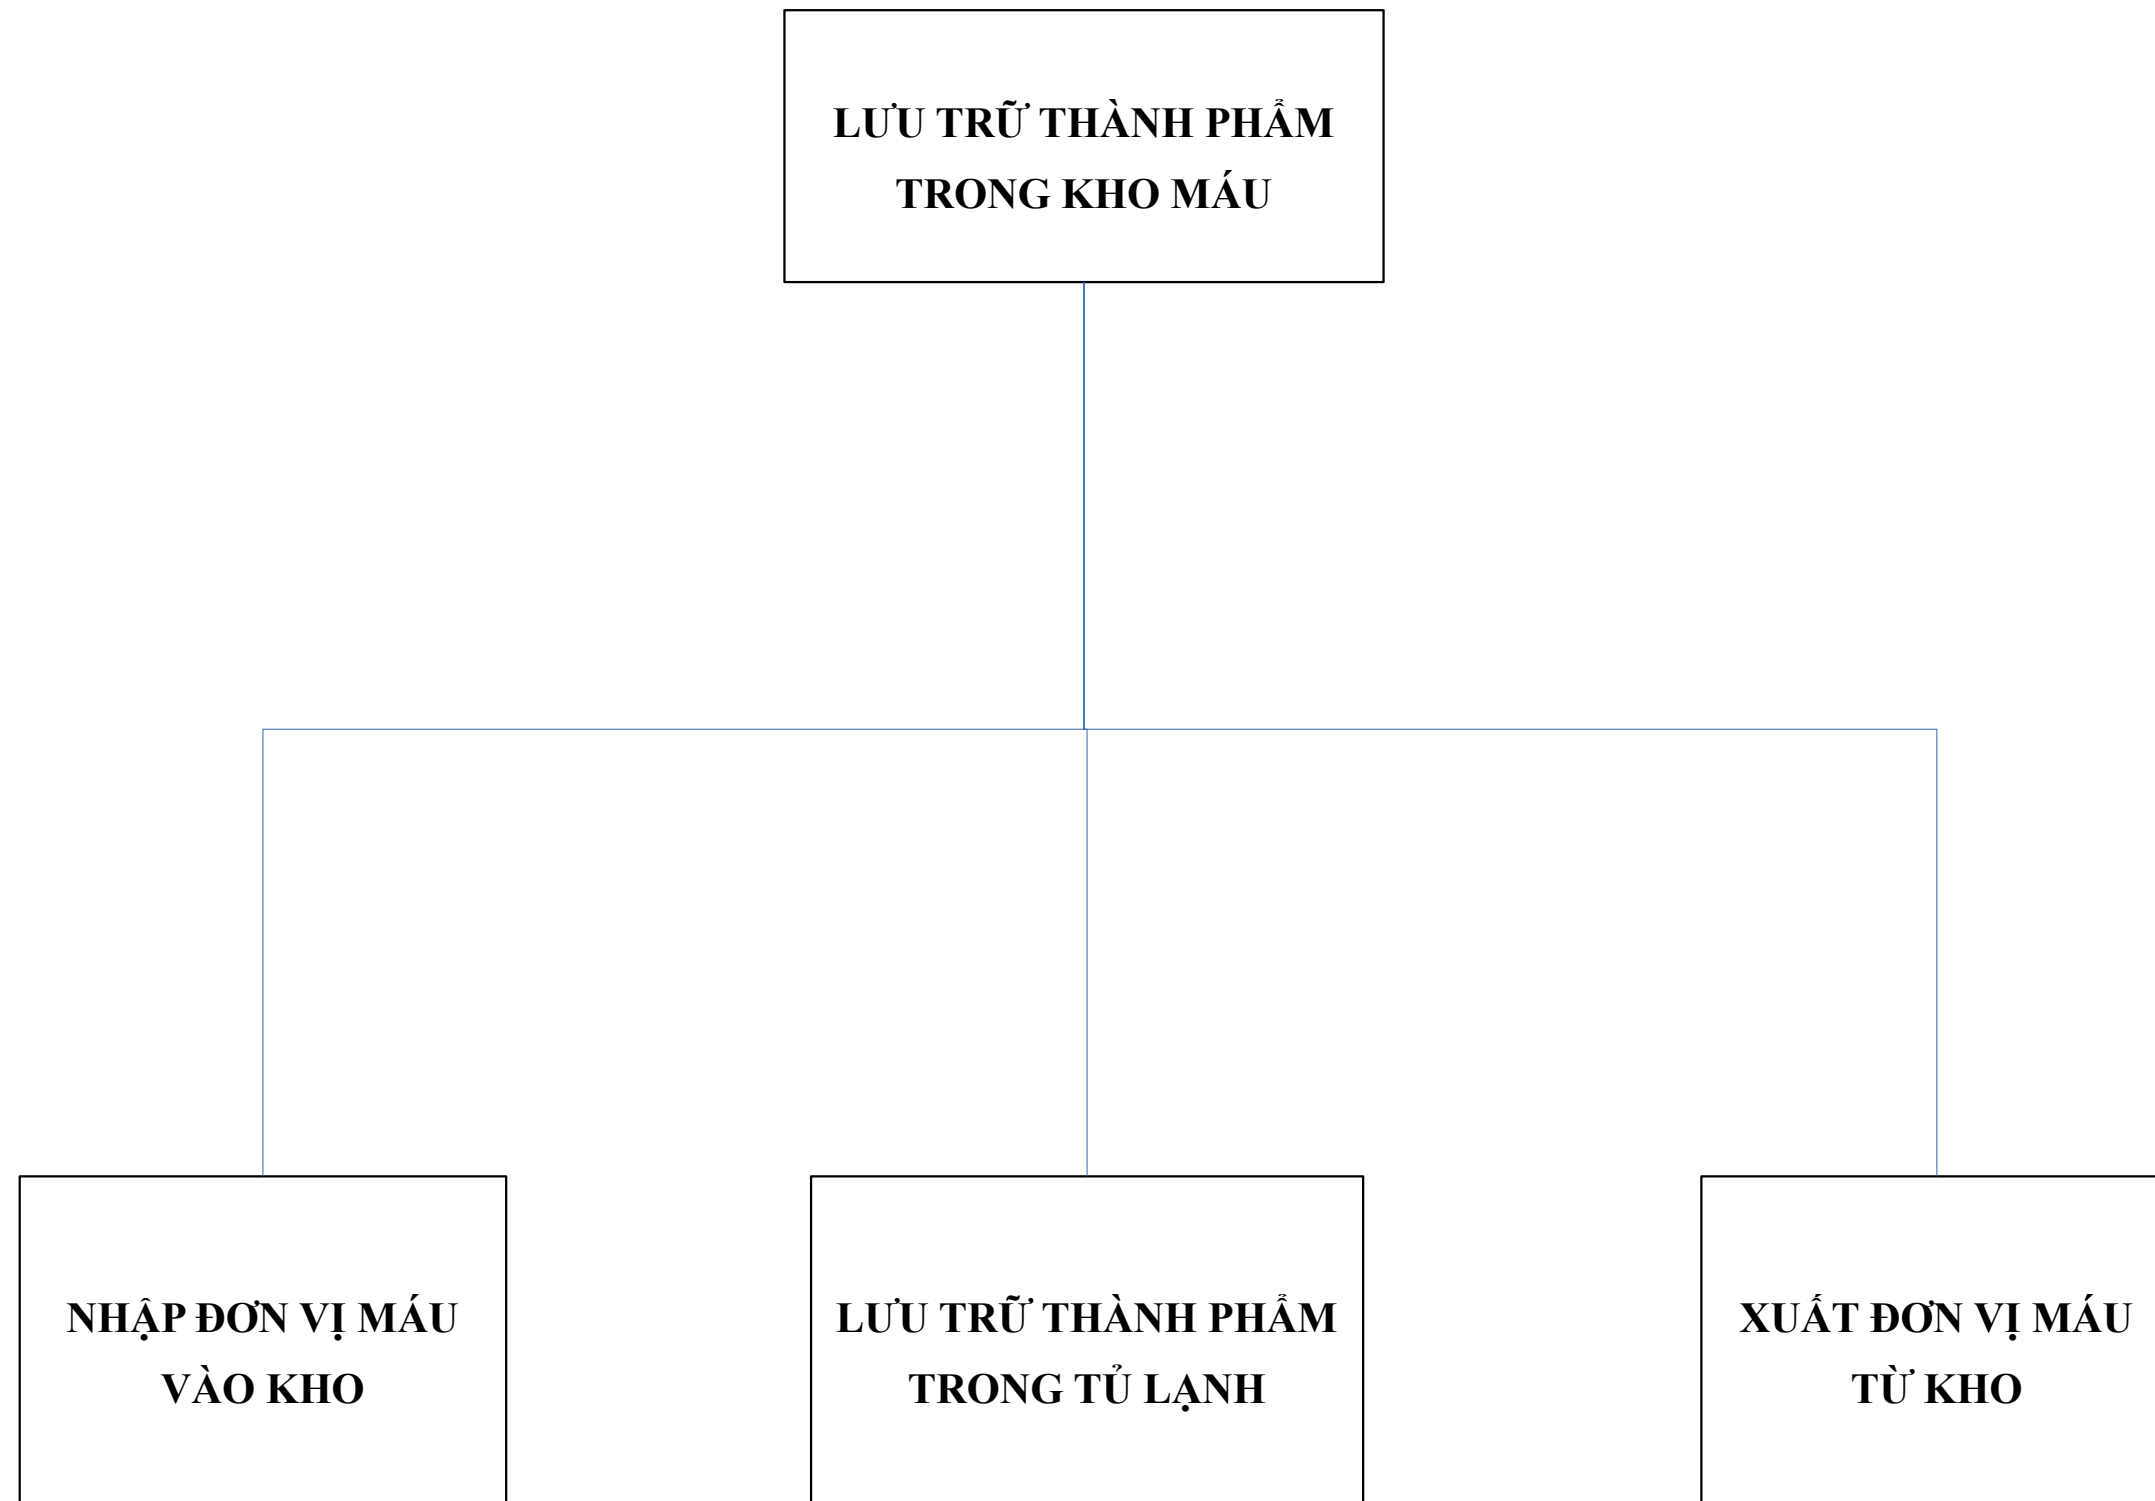 LƯU TRỮ THÀNH PHẨM
TRONG KHO MÁU
NHẬP ĐƠN VỊ MÁU
VÀO KHO
LƯU TRỮ THÀNH PHẨM
TRONG TỦ LẠNH
XUẤT ĐƠN VỊ MÁU
TỪ KHO